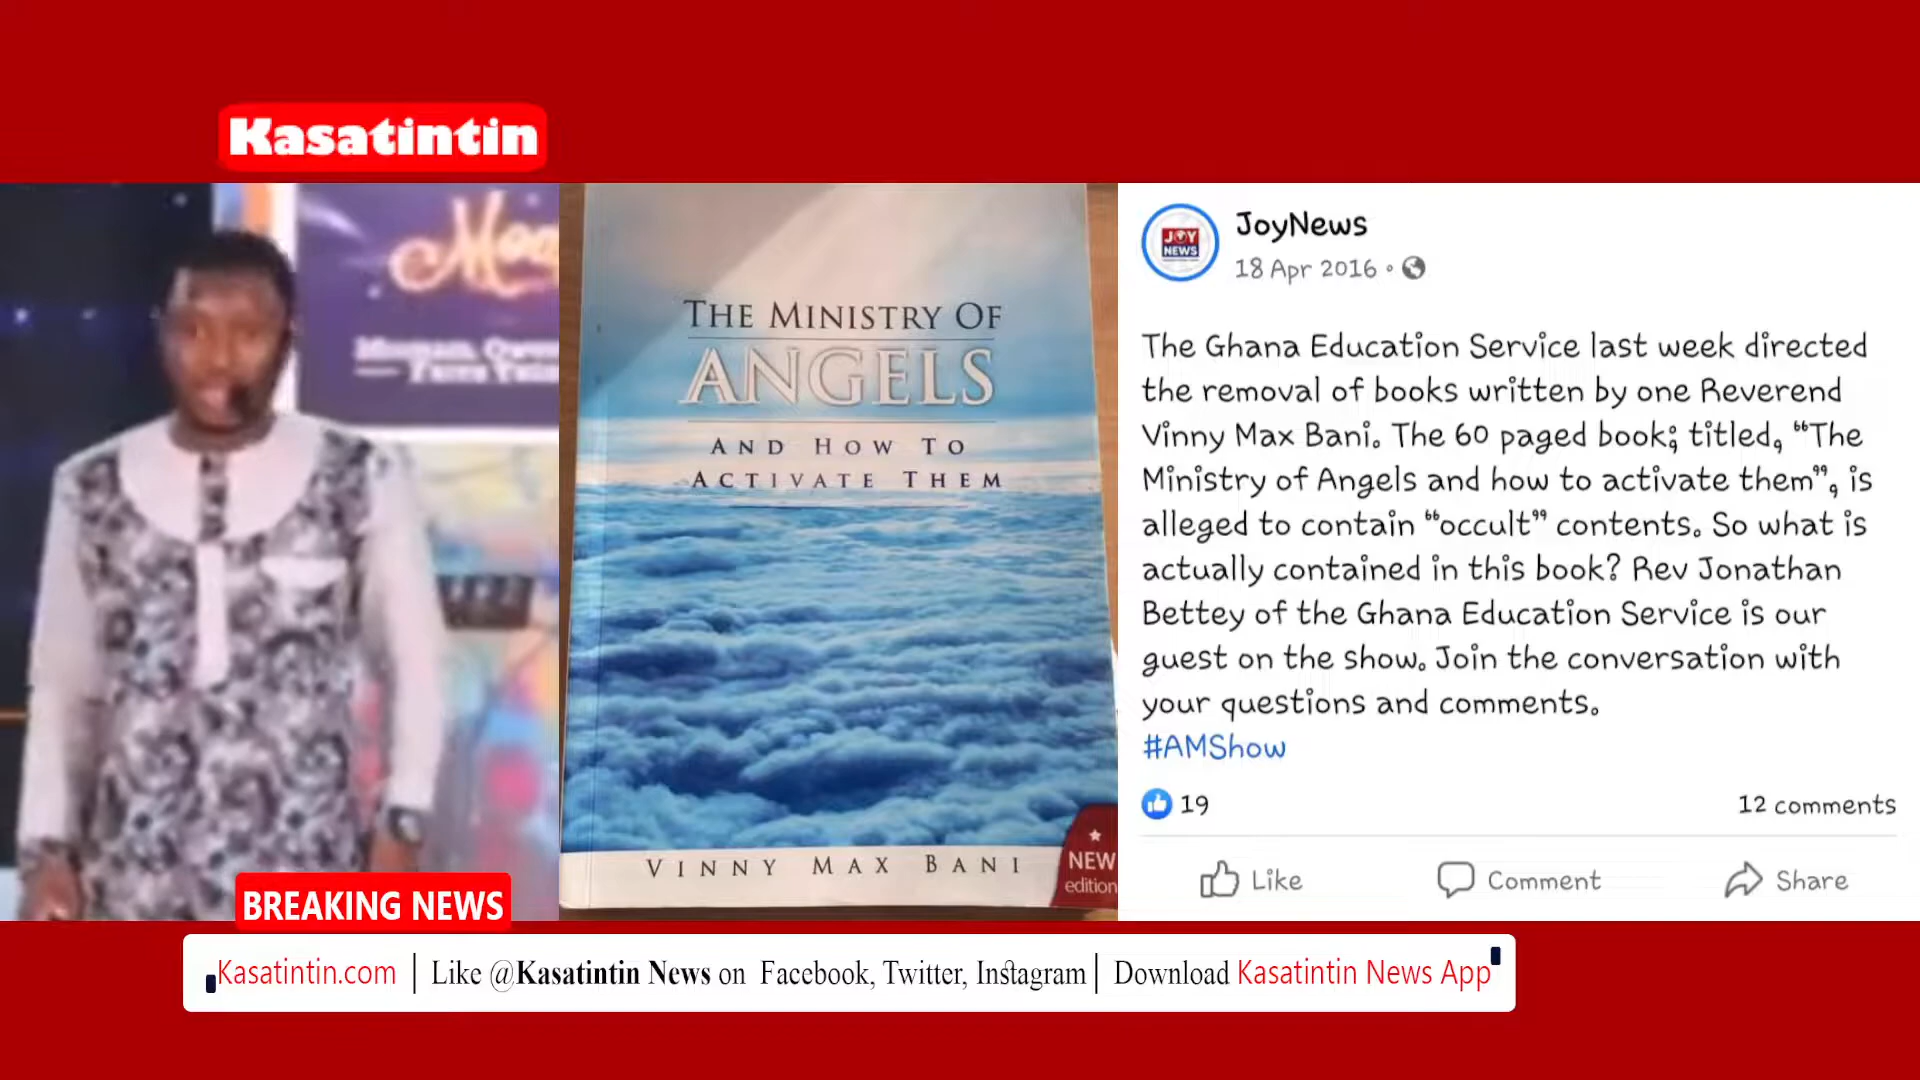 Kasatintin
THE MINISTRY OF
ANGELS
AND HOW TO
ACTIVATE THEM
VINNY MAX BANI
NEW
edition
JoyNews
JOY
NEWS
18 Apr 2016
The Ghana Education Service last week directed
the removal of books written by one Reverend
Vinny Max Bani. The 60 paged book; titled, "The
Ministry of Angels and how to activate them", is
alleged to contain "occult" contents. So what is
actually contained in this book? Rev Jonathan
Bettey of the Ghana Education Service is our
guest on the show. Join the conversation with
your questions and comments.
#AMShow
19
12 comments
Like Comment Share
BREAKING NEWS
Kasatintin.com | Like @Kasatintin News on Facebook, Twitter, Instagram | Download Kasatintin News App